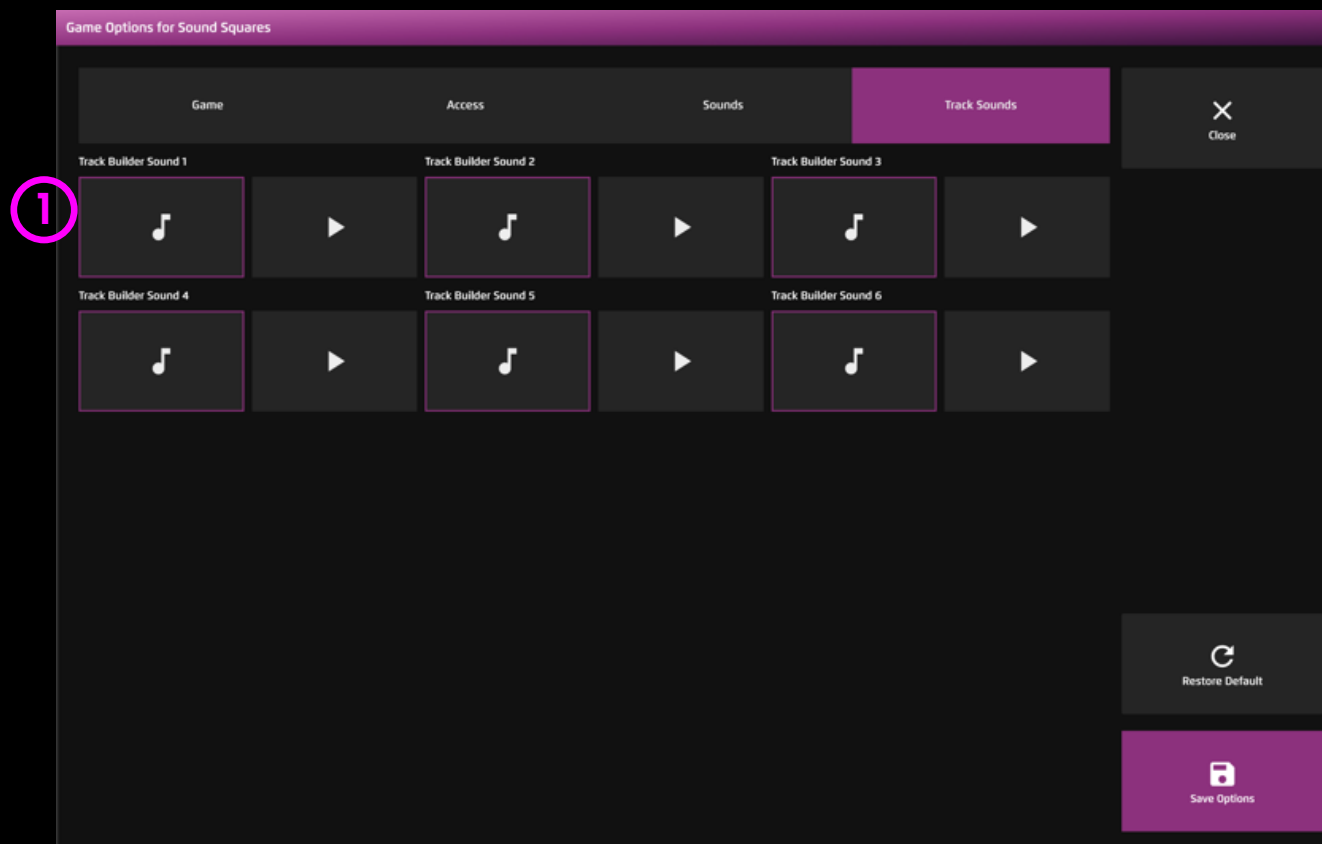 Game Options for Sound Squares
Game Access Sounds Track Sounds
Close
Track Builder Sound 1 Track Builder Sound 2 Track Builder Sound 3
1
Track Builder Sound 4 Track Builder Sound 5 Track Builder Sound 6
Restore Default
Save Options